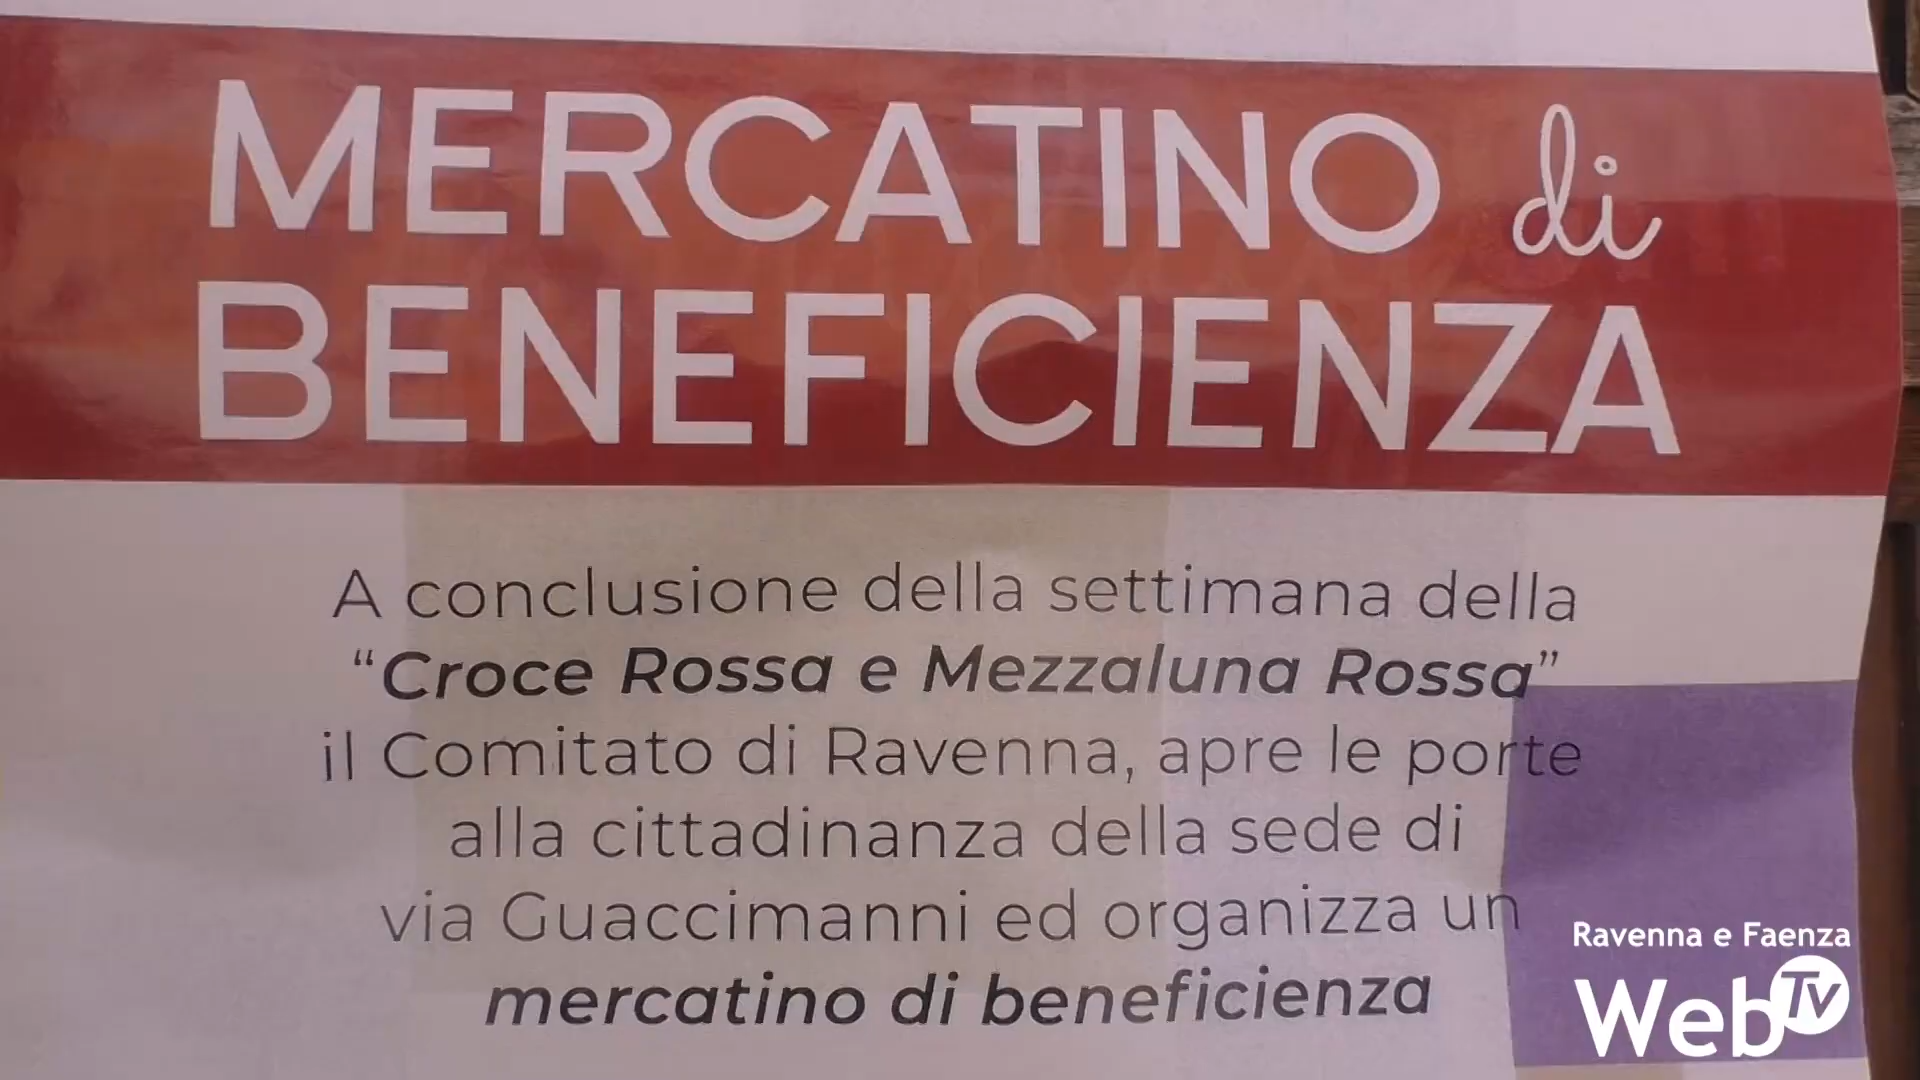 MERCATINO di
BENEFICIENZA
A conclusione della settimana della
“Croce Rossa e Mezzaluna Rossa”
il Comitato di Ravenna, apre le porte
alla cittadinanza della sede di
via Guaccimanni ed organizza un
mercatino di beneficienza
Ravenna e Faenza
WebTv